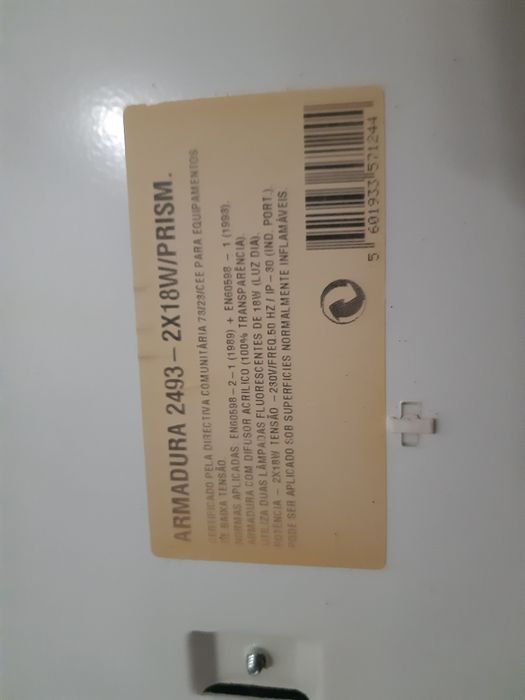 ARMADURA 2493 - 2X18W/PRISM.
CERTIFICADO PELA DIRECTIVA COMUNITÁRIA 73/23/CEE PARA EQUIPAMENTOS
de BAIXA TENSÃO.
NORMAS APLICADAS EN60598-2-1 (1989) + EN60598 - 1 (1993).
ARMADURA COM DIFUSOR ACRILICO (100% TRANSPARÊNCIA).
UTILIZA DUAS LÂMPADAS FLUORESCENTES DE 18W (LUZ DIA).
POTENCIA - 2X18W TENSÃO -230V/FREQ.50 HZ / IP-30 (IND. PORT.).
PODE SER APLICADO SOB SUPERFICIES NORMALMENTE INFLAMÁVEIS.
5 601933 571244